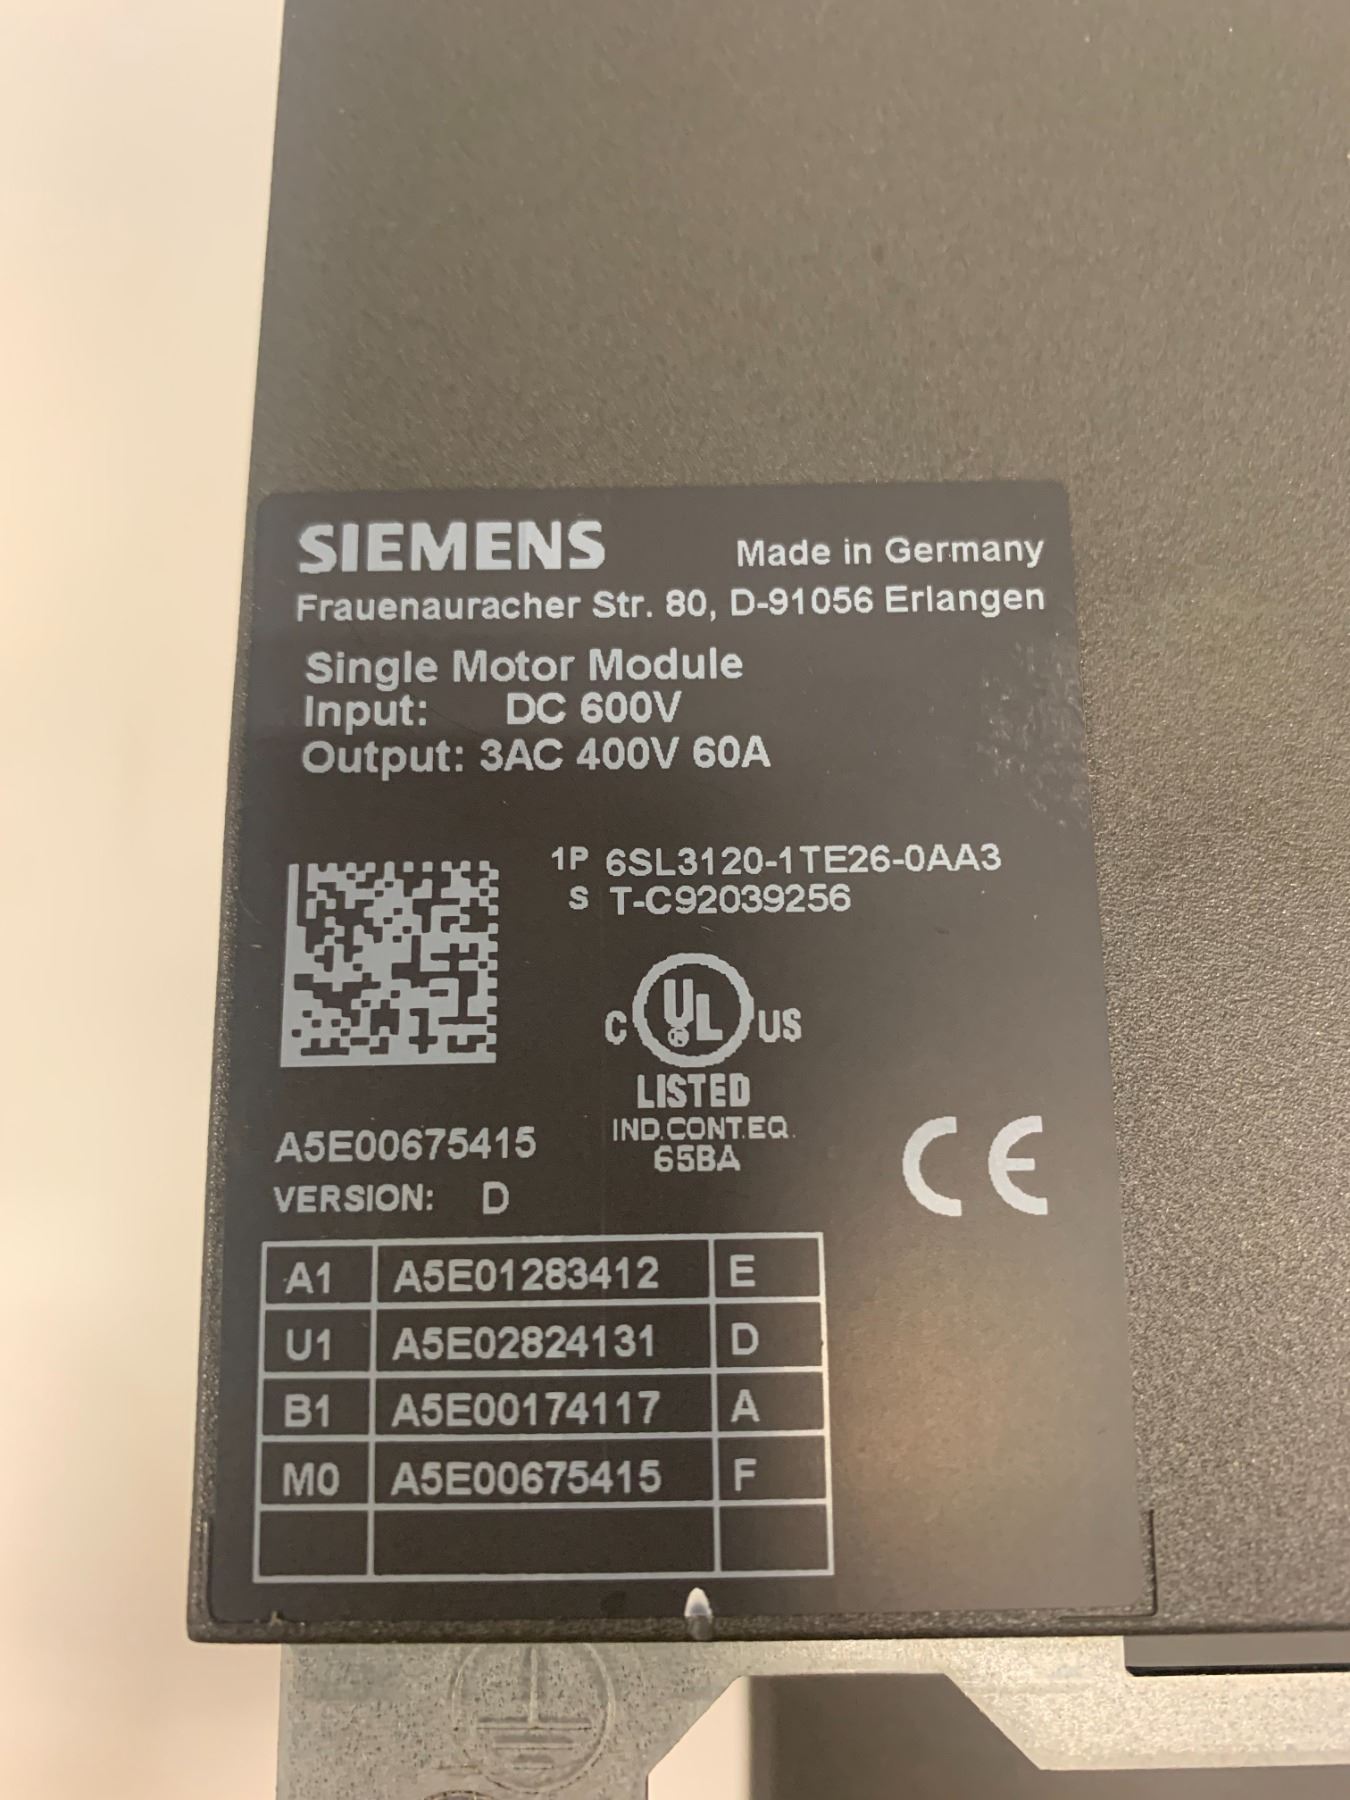 SIEMENS Made in Germany
Frauenauracher Str. 80, D-91056 Erlangen
Single Motor Module
Input: DC 600V
Output: 3AC 400V 60A
1P 6SL3120-1TE26-0AA3
S T-C92039256
C UL US
LISTED
IND.CONT.EQ.
65BA
A5E00675415
VERSION: D
CE
A1 A5E01283412 E
U1 A5E02824131 D
B1 A5E00174117 A
M0 A5E00675415 F